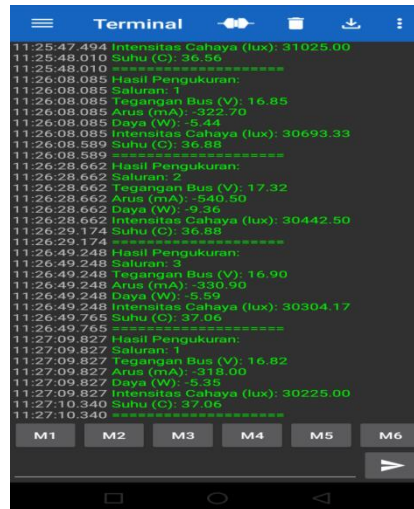 Terminal
11:25:47.494 Intensitas Cahaya (lux): 31025.00
11:25:48.010 Suhu (C): 36.56
11:25:48.010 =====================
11:26:08.085 Hasil Pengukuran:
11:26:08.085 Saluran: 1
11:26:08.085 Tegangan Bus (V): 16.85
11:26:08.085 Arus (mA): -322.70
11:26:08.085 Daya (W): -5.44
11:26:08.085 Intensitas Cahaya (lux): 30693.33
11:26:08.589 Suhu (C): 36.88
11:26:08.589 =====================
11:26:28.662 Hasil Pengukuran:
11:26:28.662 Saluran: 2
11:26:28.662 Tegangan Bus (V): 17.32
11:26:28.662 Arus (mA): -540.50
11:26:28.662 Daya (W): -9.36
11:26:28.662 Intensitas Cahaya (lux): 30442.50
11:26:29.174 Suhu (C): 36.88
11:26:29.174 =====================
11:26:49.248 Hasil Pengukuran:
11:26:49.248 Saluran: 3
11:26:49.248 Tegangan Bus (V): 16.90
11:26:49.248 Arus (mA): -330.90
11:26:49.248 Daya (W): -5.59
11:26:49.248 Intensitas Cahaya (lux): 30304.17
11:26:49.765 Suhu (C): 37.06
11:26:49.765 =====================
11:27:09.827 Hasil Pengukuran:
11:27:09.827 Saluran: 1
11:27:09.827 Tegangan Bus (V): 16.82
11:27:09.827 Arus (mA): -318.00
11:27:09.827 Daya (W): -5.35
11:27:09.827 Intensitas Cahaya (lux): 30225.00
11:27:10.340 Suhu (C): 37.06
11:27:10.340 =====================
M1 M2 M3 M4 M5 M6